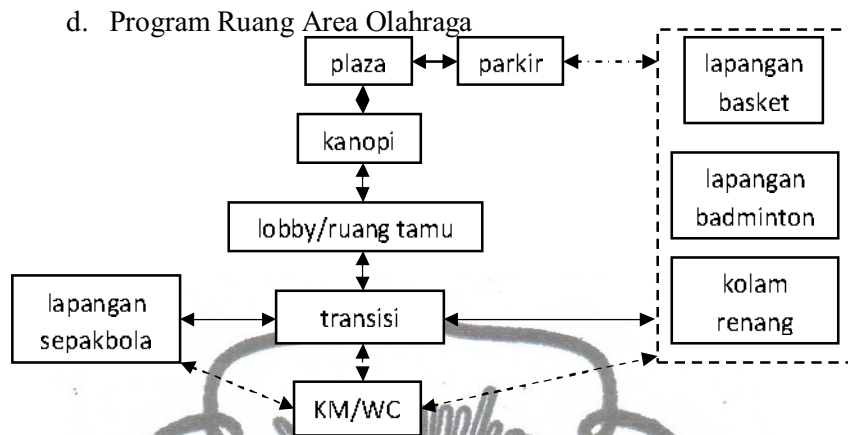 d. Program Ruang Area Olahraga
plaza
parkir
lapangan
basket
kanopi
lapangan
badminton
lobby/ruang tamu
kolam
renang
lapangan
sepakbola
transisi
KM/WC